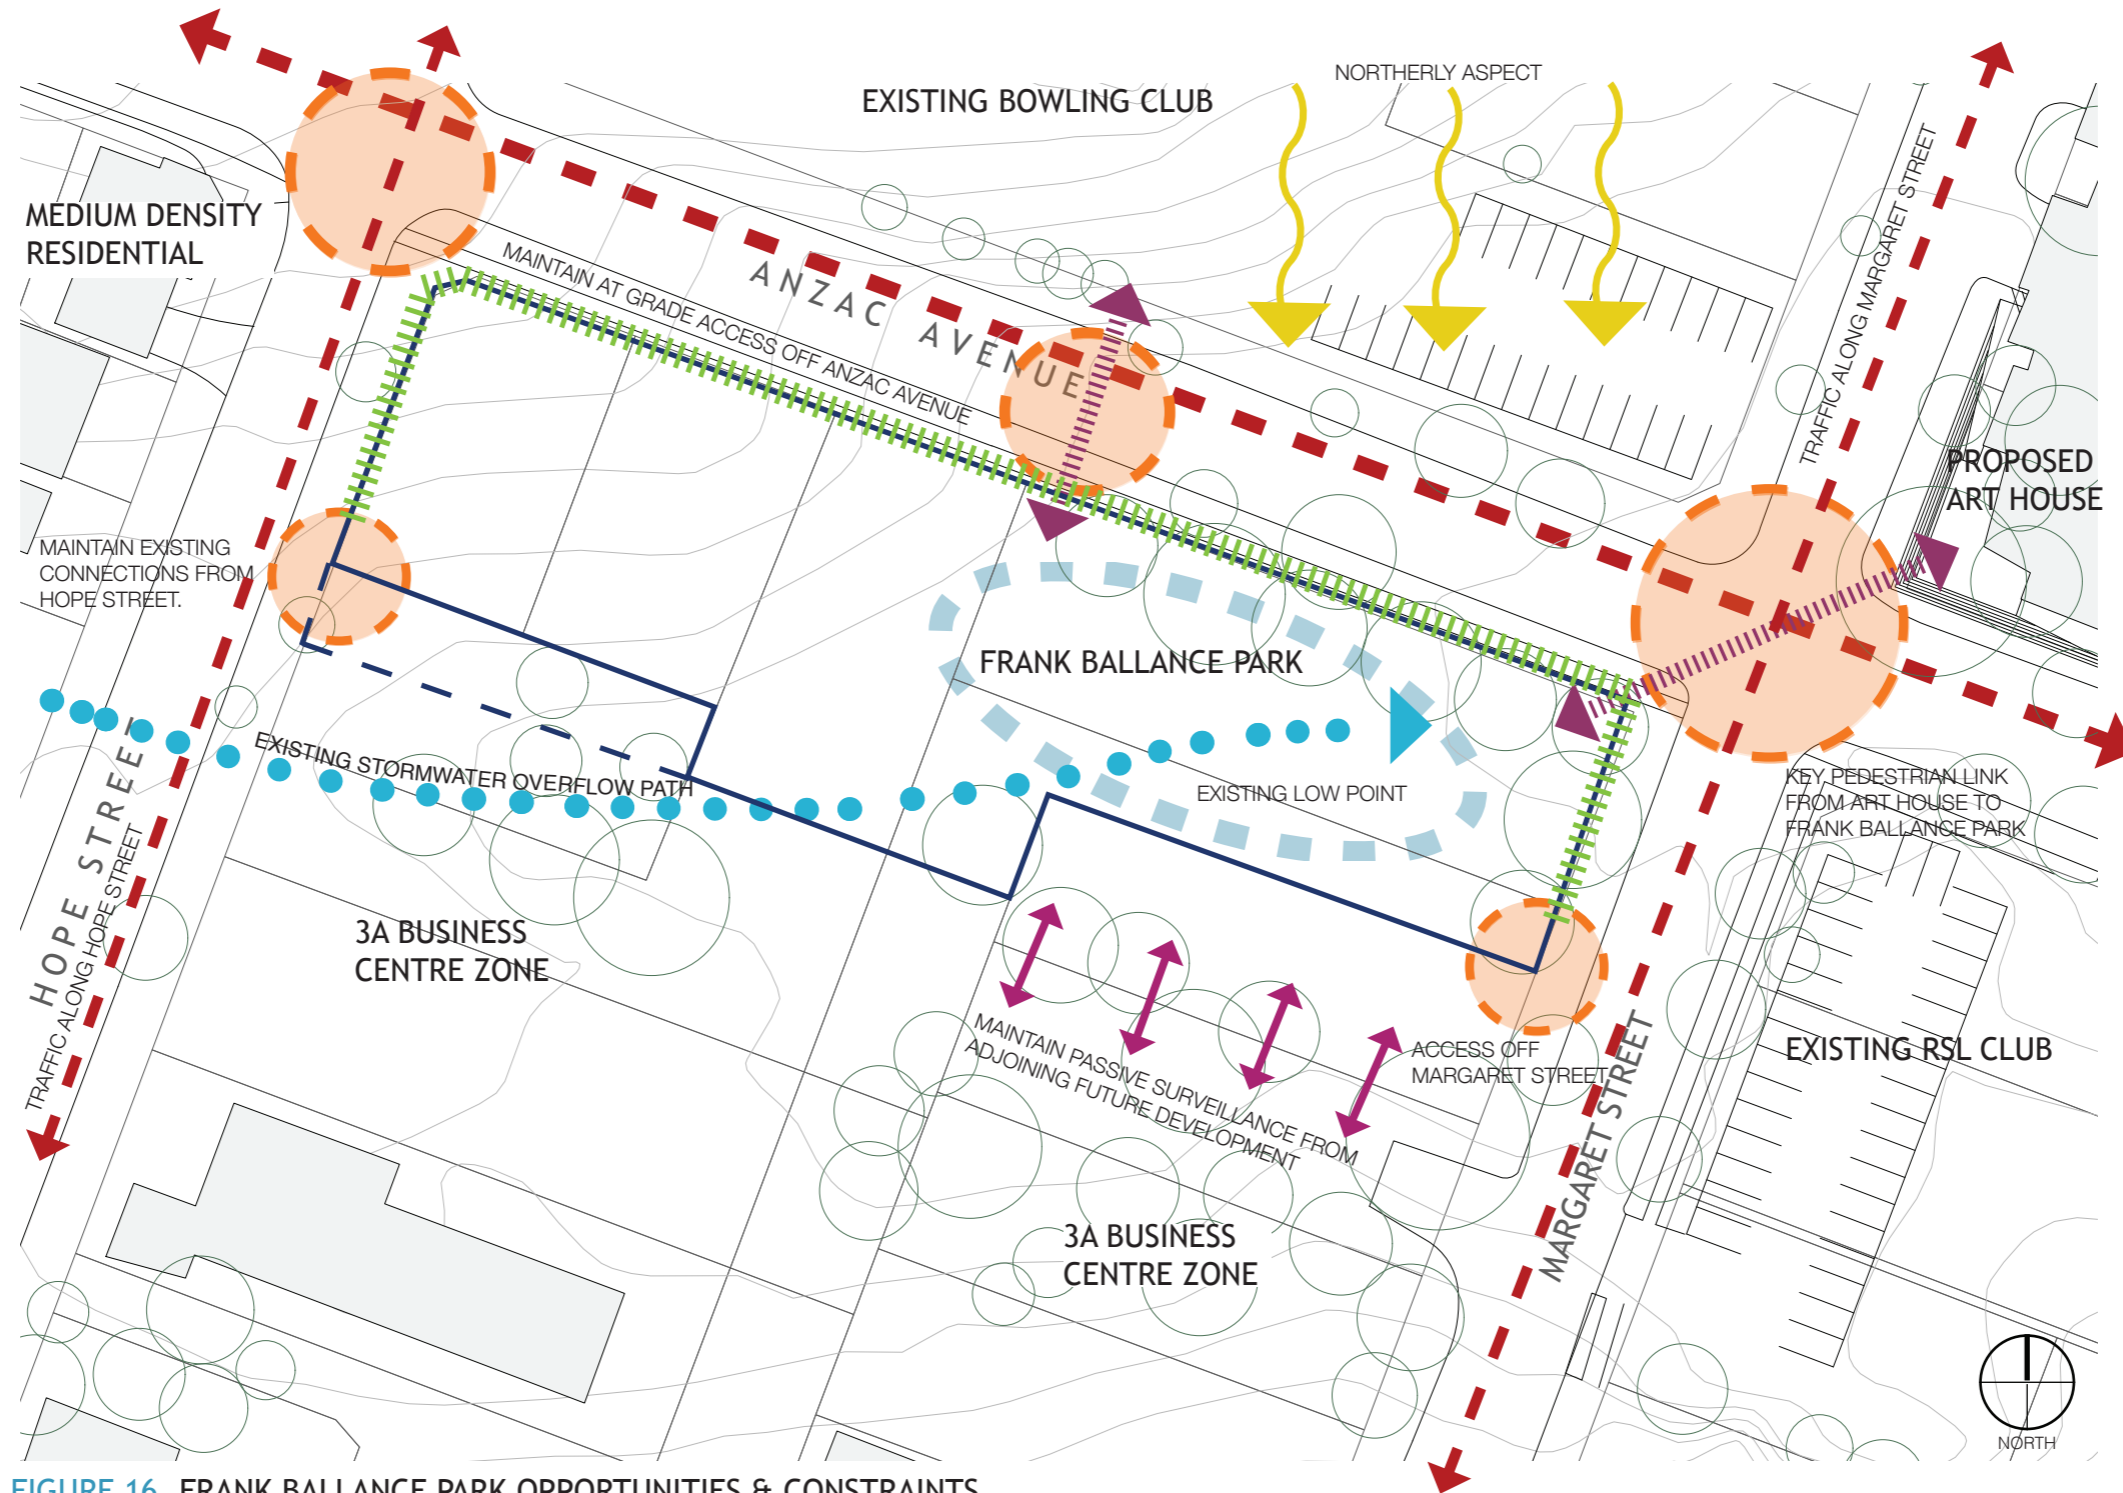 NORTHERLY ASPECT
EXISTING BOWLING CLUB
MEDIUM DENSITY
RESIDENTIAL
MAINTAIN AT GRADE ACCESS OFF ANZAC AVENUE
ANZAC AVENUE
TRAFFIC ALONG MARGARET STREET
PROPOSED
ART HOUSE
MAINTAIN EXISTING
CONNECTIONS FROM
HOPE STREET.
FRANK BALLANCE PARK
EXISTING STORMWATER OVERFLOW PATH
EXISTING LOW POINT
KEY PEDESTRIAN LINK
FROM ART HOUSE TO
FRANK BALLANCE PARK
HOPE STREET
TRAFFIC ALONG HOPE STREET
3A BUSINESS
CENTRE ZONE
MAINTAIN PASSIVE SURVEILLANCE FROM
ADJOINING FUTURE DEVELOPMENT
ACCESS OFF
MARGARET STREET
MARGARET STREET
EXISTING RSL CLUB
3A BUSINESS
CENTRE ZONE
NORTH
FIGURE 16 FRANK BALLANCE PARK OPPORTUNITIES & CONSTRAINTS